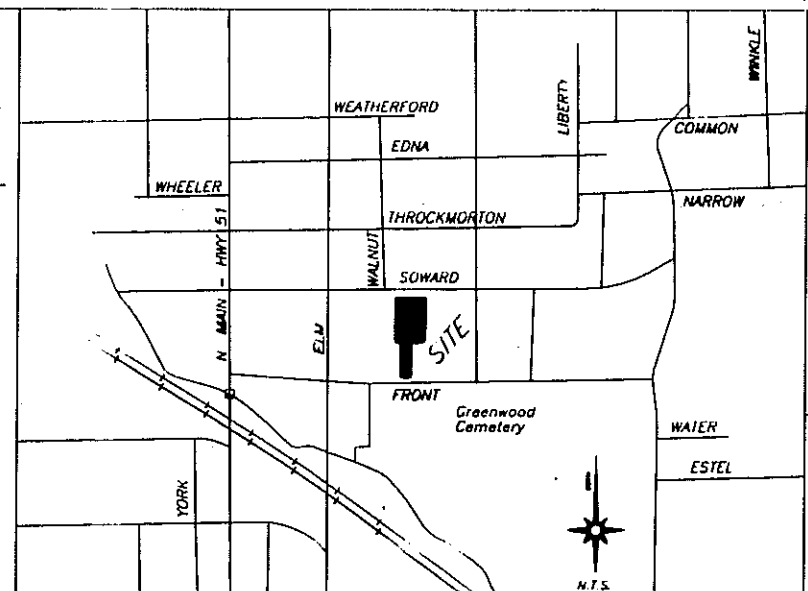 WINKLE
WEATHERFORD
LIBERTY
COMMON
EDNA
WHEELER
NARROW
THROCKMORTON
N MAIN - HWY 51
WALNUT
SOWARD
ELM
SITE
FRONT
Greenwood
Cemetery
WATER
ESTEL
YORK
N.T.S.